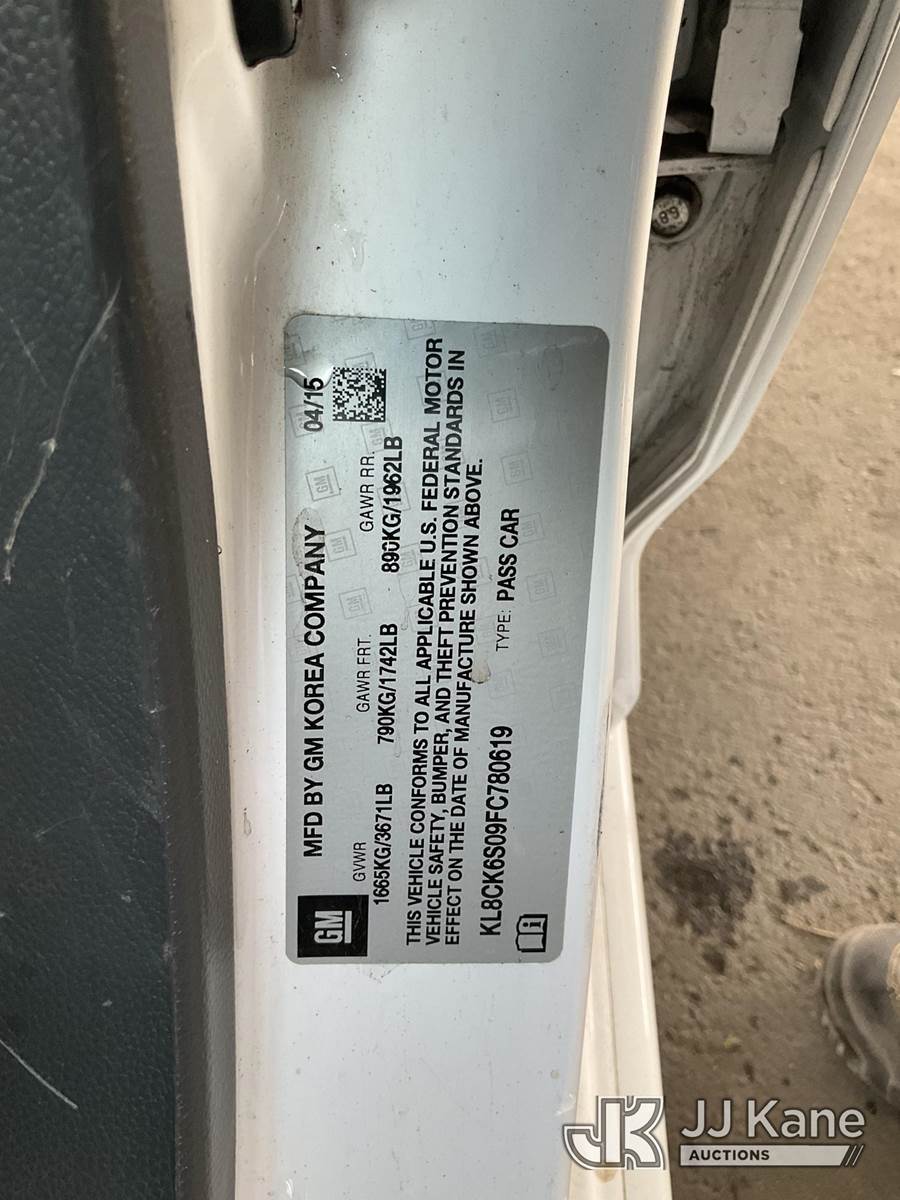 MFD BY GM KOREA COMPANY 04/15
GM
GVWR GAWR FRT. GAWR RR.
1665KG/3671LB 790KG/1742LB 890KG/1962LB
THIS VEHICLE CONFORMS TO ALL APPLICABLE U.S. FEDERAL MOTOR
VEHICLE SAFETY, BUMPER, AND THEFT PREVENTION STANDARDS IN
EFFECT ON THE DATE OF MANUFACTURE SHOWN ABOVE.
KL8CK6S09FC780619 TYPE: PASS CAR
JK JJ Kane
AUCTIONS